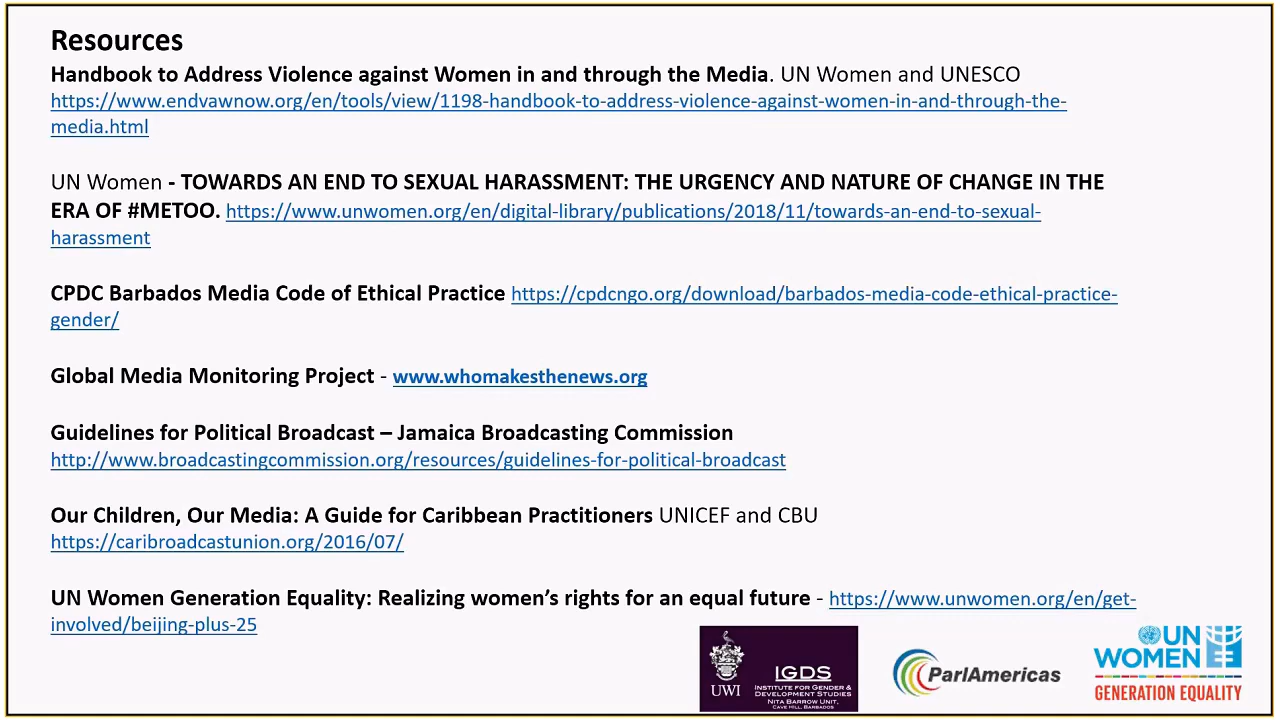 Resources
Handbook to Address Violence against Women in and through the Media. UN Women and UNESCO
https://www.endvawnow.org/en/tools/view/1198-handbook-to-address-violence-against-women-in-and-through-the-
media.html
UN Women - TOWARDS AN END TO SEXUAL HARASSMENT: THE URGENCY AND NATURE OF CHANGE IN THE
ERA OF #METOO. https://www.unwomen.org/en/digital-library/publications/2018/11/towards-an-end-to-sexual-
harassment
CPDC Barbados Media Code of Ethical Practice https://cpdcngo.org/download/barbados-media-code-ethical-practice-
gender/
Global Media Monitoring Project - www.whomakesthenews.org
Guidelines for Political Broadcast – Jamaica Broadcasting Commission
http://www.broadcastingcommission.org/resources/guidelines-for-political-broadcast
Our Children, Our Media: A Guide for Caribbean Practitioners UNICEF and CBU
https://caribroadcastunion.org/2016/07/
UN Women Generation Equality: Realizing women’s rights for an equal future - https://www.unwomen.org/en/get-
involved/beijing-plus-25
UWI
IGDS
INSTITUTE FOR GENDER &
DEVELOPMENT STUDIES
NITA BARROW UNIT,
CAVE HILL, BARBADOS
ParlAmericas
UN
WOMEN
GENERATION EQUALITY